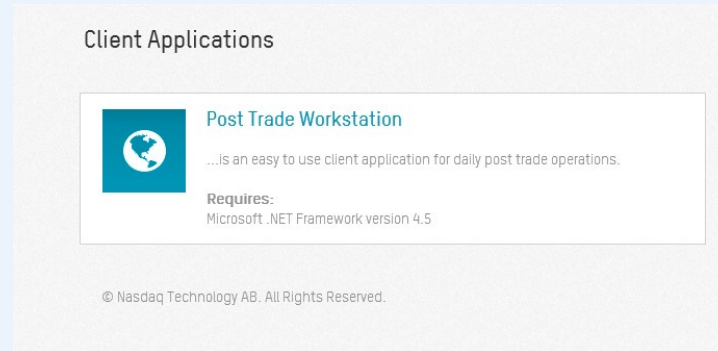 Client Applications
Post Trade Workstation
...is an easy to use client application for daily post trade operations.
Requires:
Microsoft .NET Framework version 4.5
© Nasdaq Technology AB. All Rights Reserved.